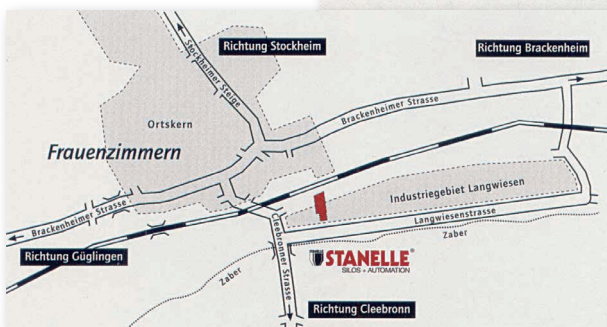 Richtung Stockheim
Richtung Brackenheim
Stockheimer Steige
Brackenheimer Strasse
Ortskern
Frauenzimmern
Industriegebiet Langwiesen
Brackenheimer Strasse
Langwiesenstrasse
Cleebronner Strasse
Zaber
Richtung Güglingen
Zaber
STANELLE®
SILOS + AUTOMATION
Richtung Cleebronn